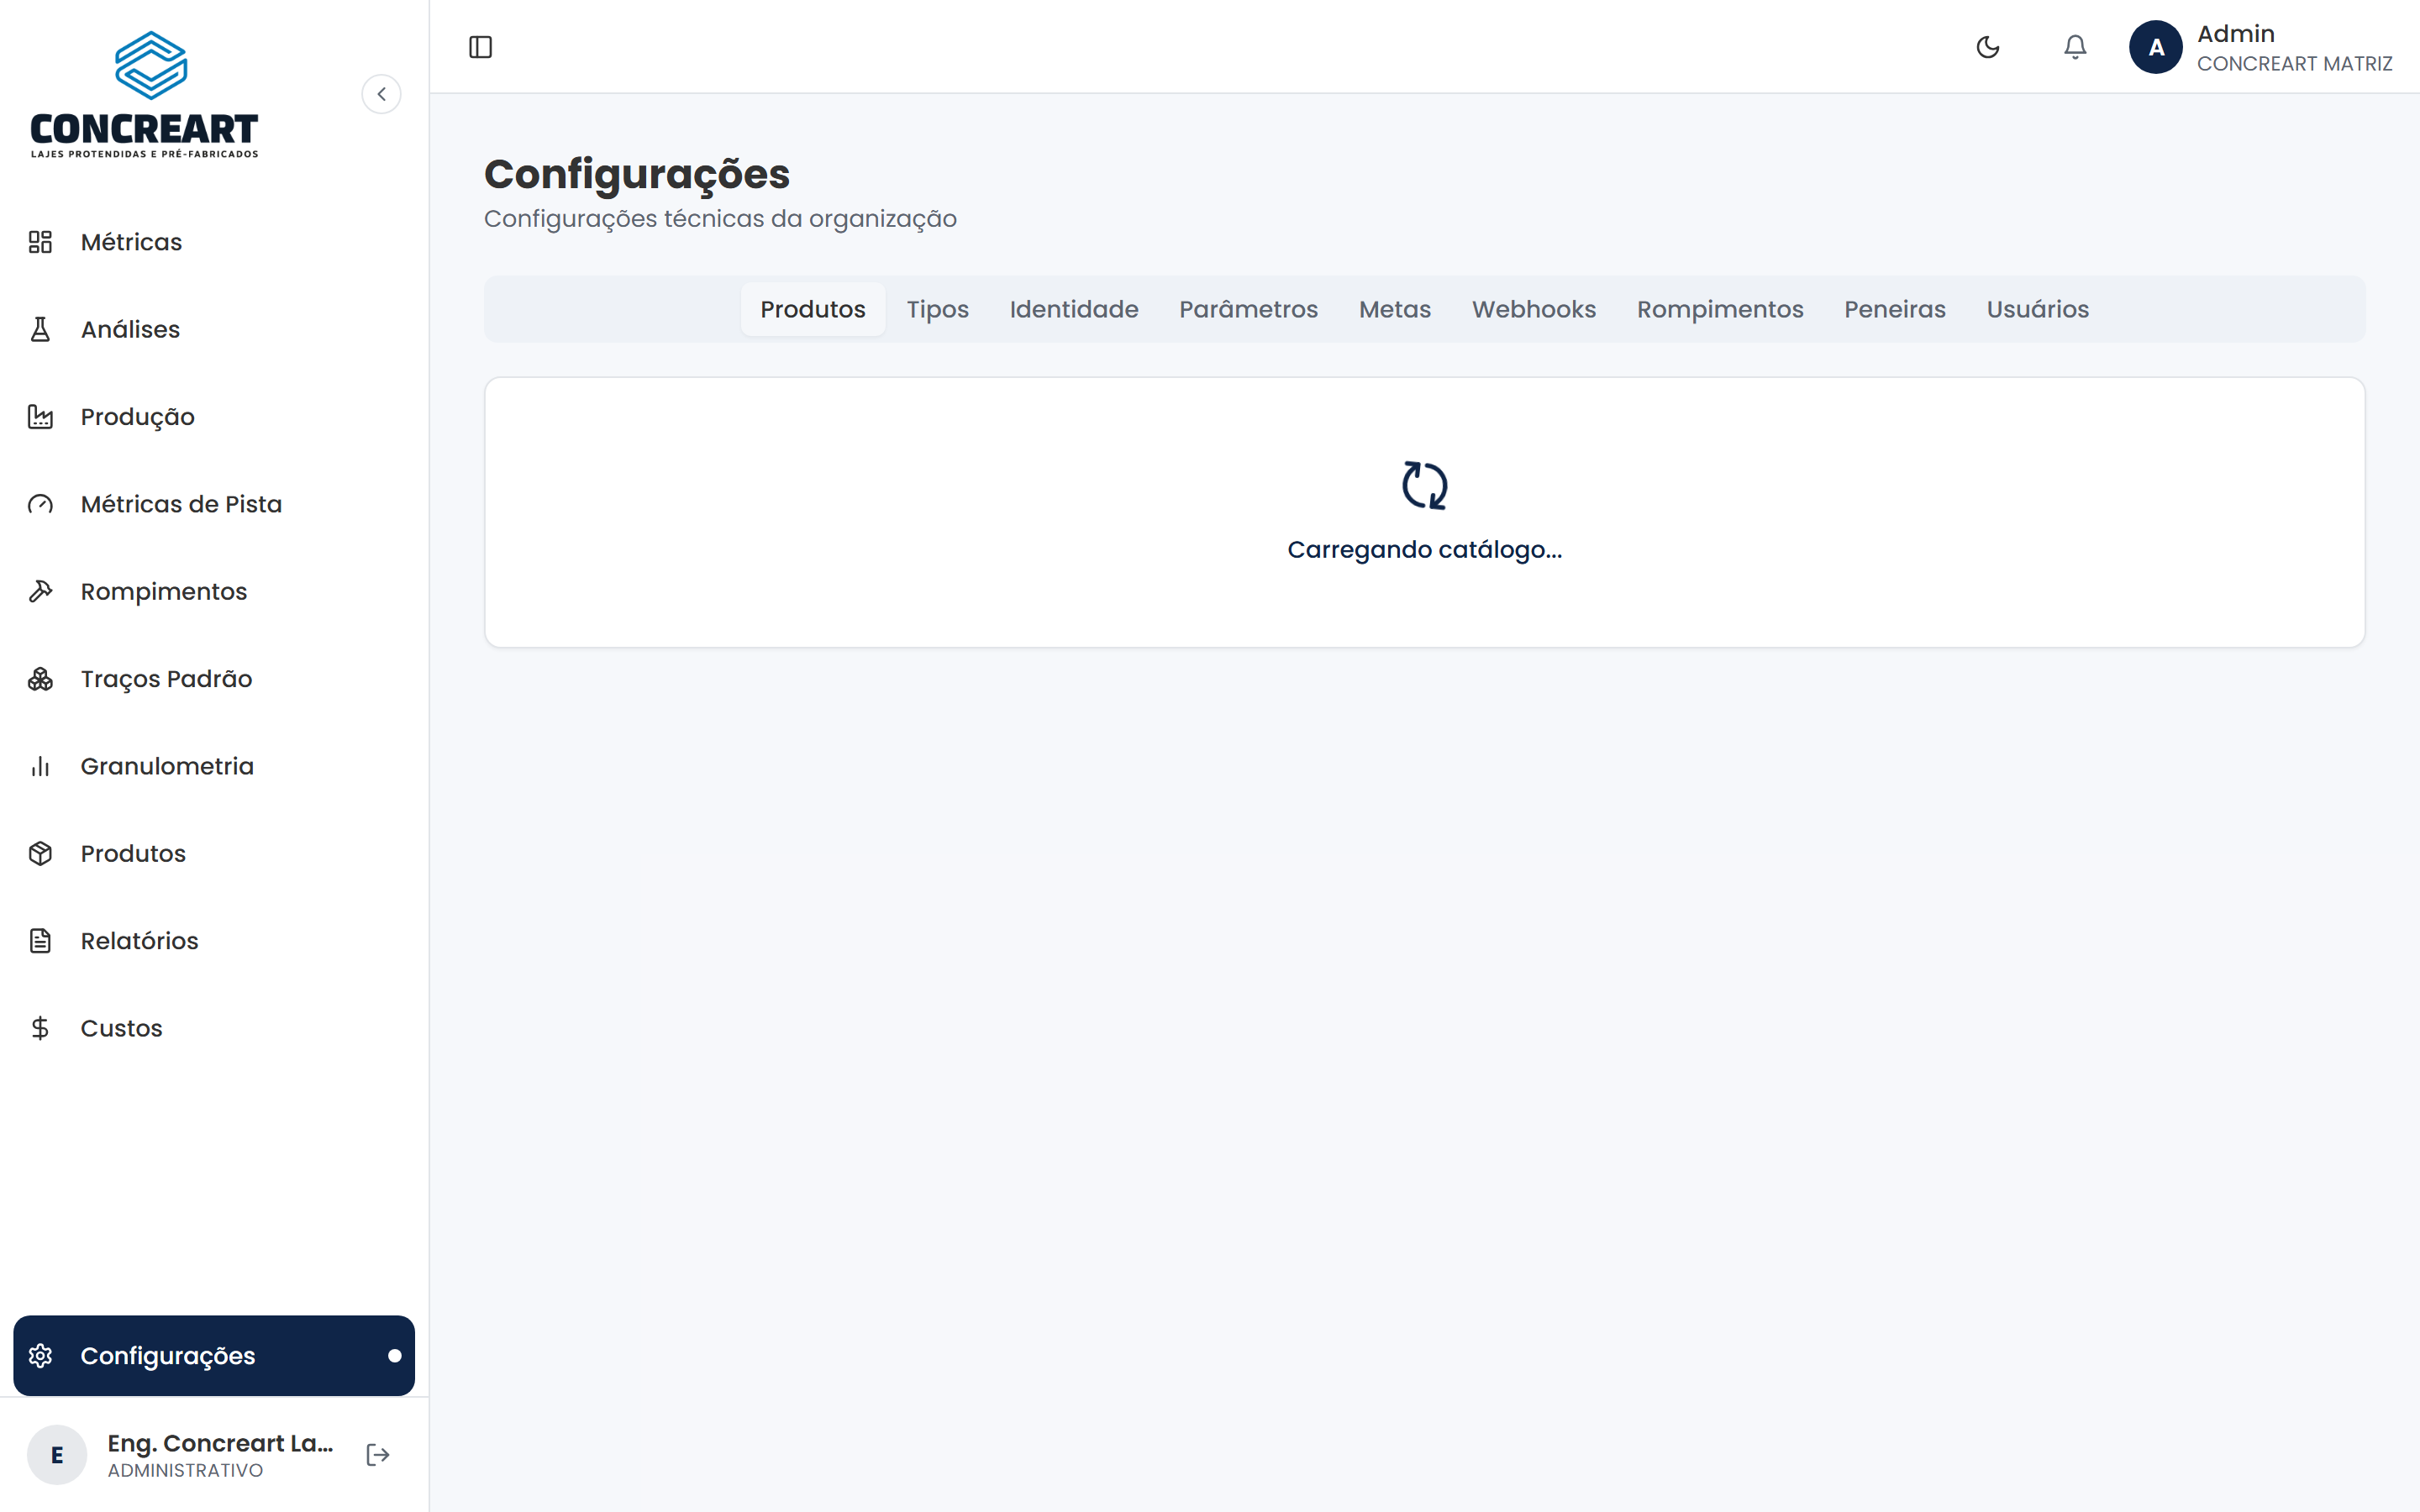 CONCREART
LAJES PROTENDIDAS E PRÉ-FABRICADOS
Métricas
Análises
Produção
Métricas de Pista
Rompimentos
Traços Padrão
Granulometria
Produtos
Relatórios
Custos
Configurações
E
Eng. Concreart La...
ADMINISTRATIVO
A
Admin
CONCREART MATRIZ
Configurações
Configurações técnicas da organização
Produtos Tipos Identidade Parâmetros Metas Webhooks Rompimentos Peneiras Usuários
Carregando catálogo...